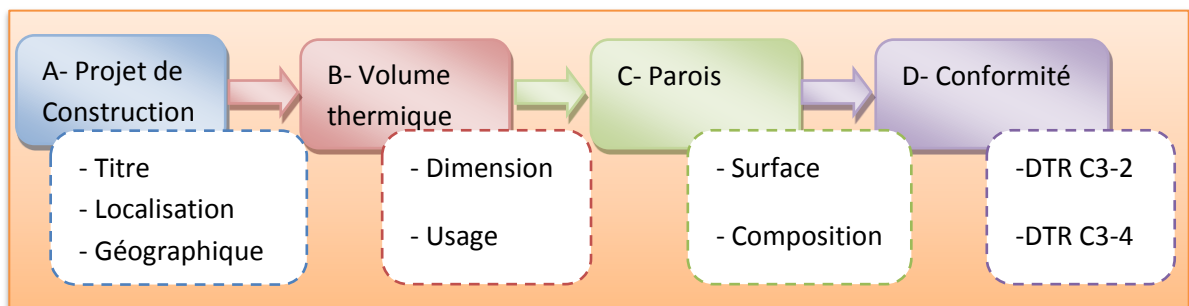 A- Projet de
Construction
- Titre
- Localisation
- Géographique
B- Volume
thermique
- Dimension
- Usage
C- Parois
- Surface
- Composition
D- Conformité
-DTR C3-2
-DTR C3-4